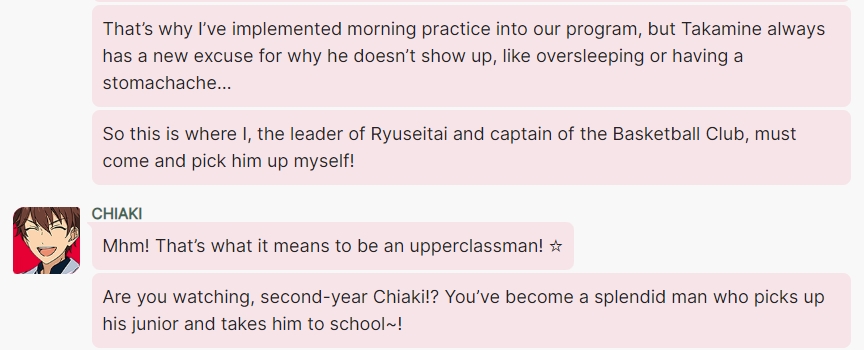 That’s why I’ve implemented morning practice into our program, but Takamine always
has a new excuse for why he doesn’t show up, like oversleeping or having a
stomachache...
So this is where I, the leader of Ryuseitai and captain of the Basketball Club, must
come and pick him up myself!
CHIAKI
Mhm! That’s what it means to be an upperclassman! ☆
Are you watching, second-year Chiaki!? You’ve become a splendid man who picks up
his junior and takes him to school~!